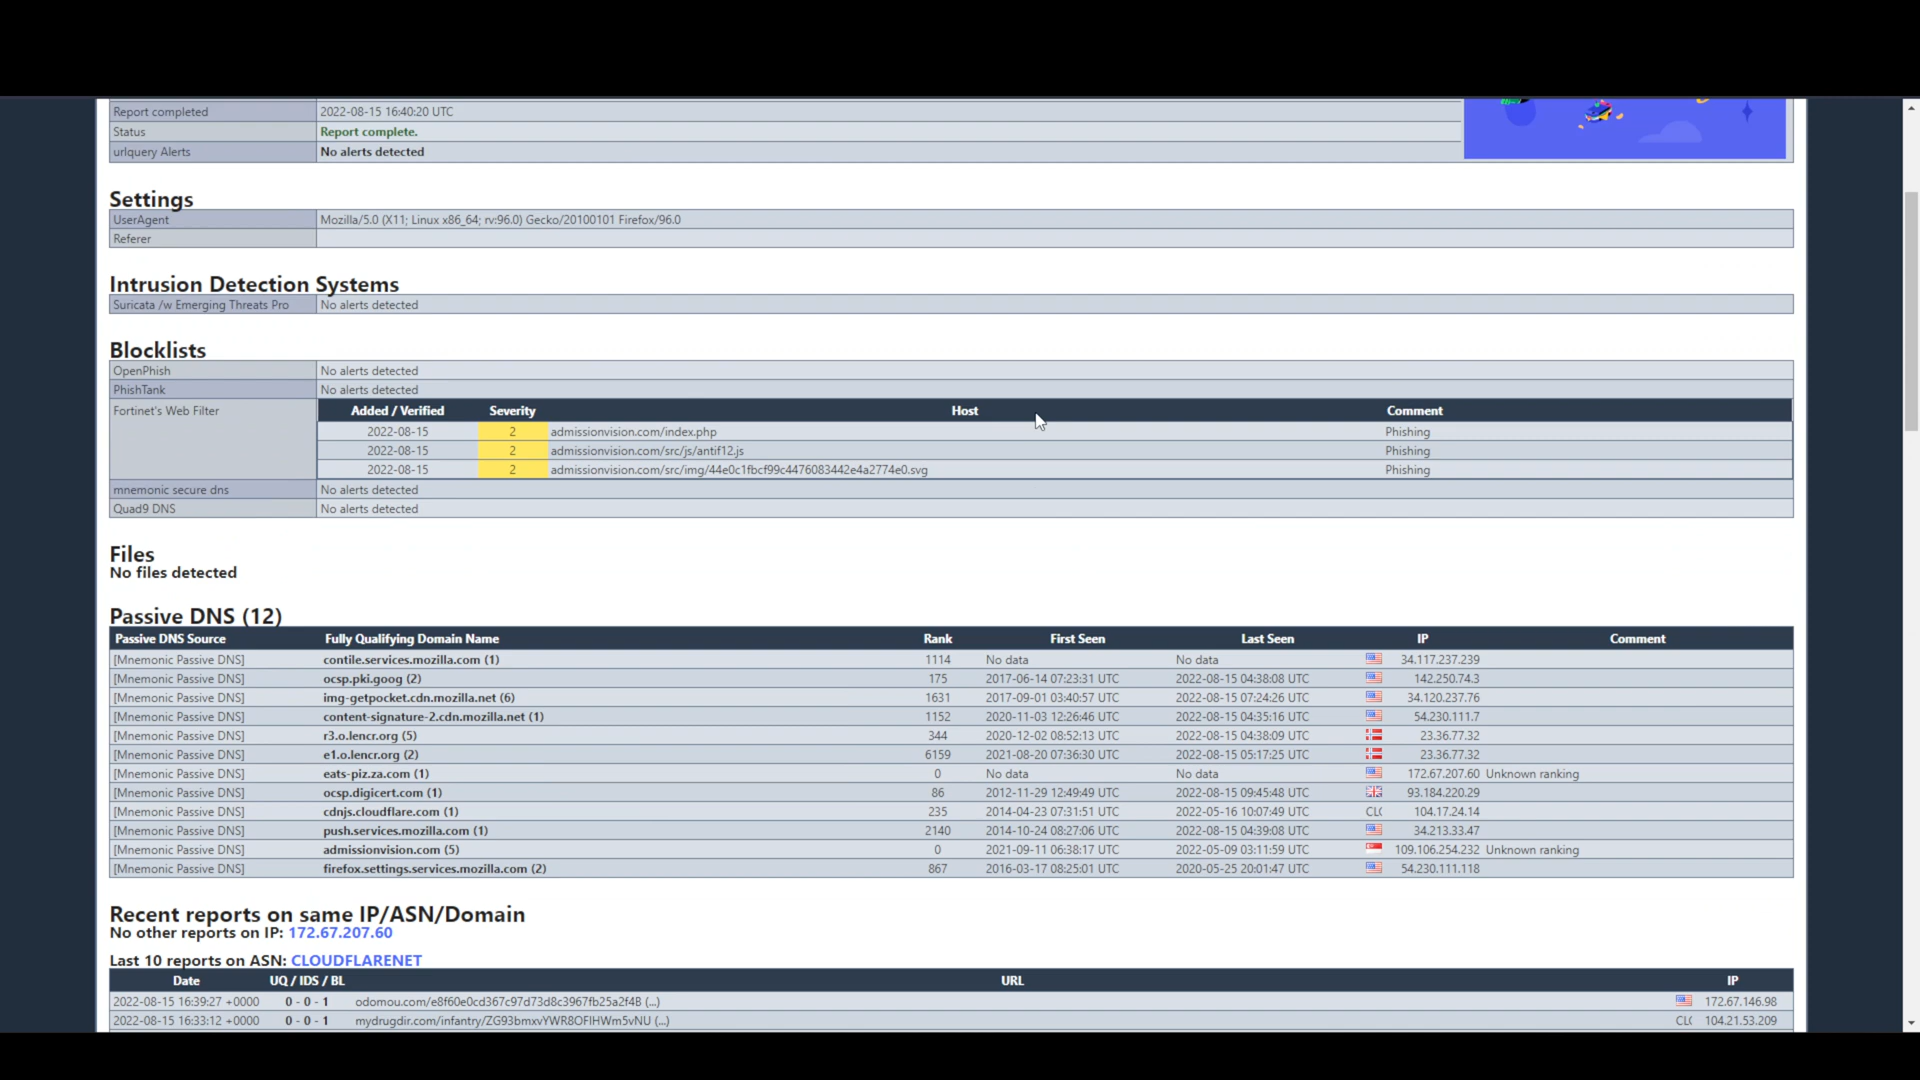 Report completed 2022-08-15 16:40:20 UTC
Status Report complete.
urlquery Alerts No alerts detected
Settings
UserAgent Mozilla/5.0 (X11; Linux x86_64; rv:96.0) Gecko/20100101 Firefox/96.0
Referer
Intrusion Detection Systems
Suricata /w Emerging Threats Pro No alerts detected
Blocklists
OpenPhish No alerts detected
PhishTank No alerts detected
Fortinet's Web Filter Added / Verified Severity Host Comment
2022-08-15 2 admissionvision.com/index.php Phishing
2022-08-15 2 admissionvision.com/src/js/antif12.js Phishing
2022-08-15 2 admissionvision.com/src/img/44e0c1fbcf99c4476083442e4a2774e0.svg Phishing
mnemonic secure dns No alerts detected
Quad9 DNS No alerts detected
Files
No files detected
Passive DNS (12)
Passive DNS Source Fully Qualifying Domain Name Rank First Seen Last Seen IP Comment
[Mnemonic Passive DNS] contile.services.mozilla.com (1) 1114 No data No data 34.117.237.239
[Mnemonic Passive DNS] ocsp.pki.goog (2) 175 2017-06-14 07:23:31 UTC 2022-08-15 04:38:08 UTC 142.250.74.3
[Mnemonic Passive DNS] img-getpocket.cdn.mozilla.net (6) 1631 2017-09-01 03:40:57 UTC 2022-08-15 07:24:26 UTC 34.120.237.76
[Mnemonic Passive DNS] content-signature-2.cdn.mozilla.net (1) 1152 2020-11-03 12:26:46 UTC 2022-08-15 04:35:16 UTC 54.230.111.7
[Mnemonic Passive DNS] r3.o.lencr.org (5) 344 2020-12-02 08:52:13 UTC 2022-08-15 04:38:09 UTC 23.36.77.32
[Mnemonic Passive DNS] e1.o.lencr.org (2) 6159 2021-08-20 07:36:30 UTC 2022-08-15 05:17:25 UTC 23.36.77.32
[Mnemonic Passive DNS] eats-piz.za.com (1) 0 No data No data 172.67.207.60 Unknown ranking
[Mnemonic Passive DNS] ocsp.digicert.com (1) 86 2012-11-29 12:49:49 UTC 2022-08-15 09:45:48 UTC 93.184.220.29
[Mnemonic Passive DNS] cdnjs.cloudflare.com (1) 235 2014-04-23 07:31:51 UTC 2022-05-16 10:07:49 UTC CLC 104.17.24.14
[Mnemonic Passive DNS] push.services.mozilla.com (1) 2140 2014-10-24 08:27:06 UTC 2022-08-15 04:39:08 UTC 34.213.33.47
[Mnemonic Passive DNS] admissionvision.com (5) 0 2021-09-11 06:38:17 UTC 2022-05-09 03:11:59 UTC 109.106.254.232 Unknown ranking
[Mnemonic Passive DNS] firefox.settings.services.mozilla.com (2) 867 2016-03-17 08:25:01 UTC 2020-05-25 20:01:47 UTC 54.230.111.118
Recent reports on same IP/ASN/Domain
No other reports on IP: 172.67.207.60
Last 10 reports on ASN: CLOUDFLARENET
Date UQ / IDS / BL URL IP
2022-08-15 16:39:27 +0000 0 - 0 - 1 odomou.com/e8f60e0cd367c97d73d8c3967fb25a2f4B (...) 172.67.146.98
2022-08-15 16:33:12 +0000 0 - 0 - 1 mydrugdir.com/infantry/ZG93bmxvYWR8OFlHWm5vNU (...) CLC 104.21.53.209